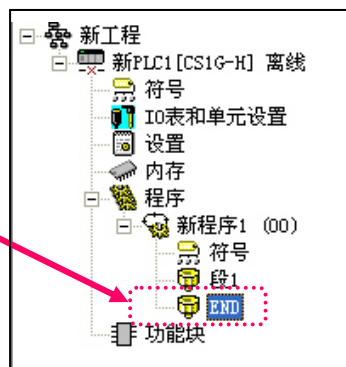 新工程
新PLC1[CS1G-H] 离线
符号
IO表和单元设置
设置
内存
程序
新程序1 (00)
符号
段1
END
功能块